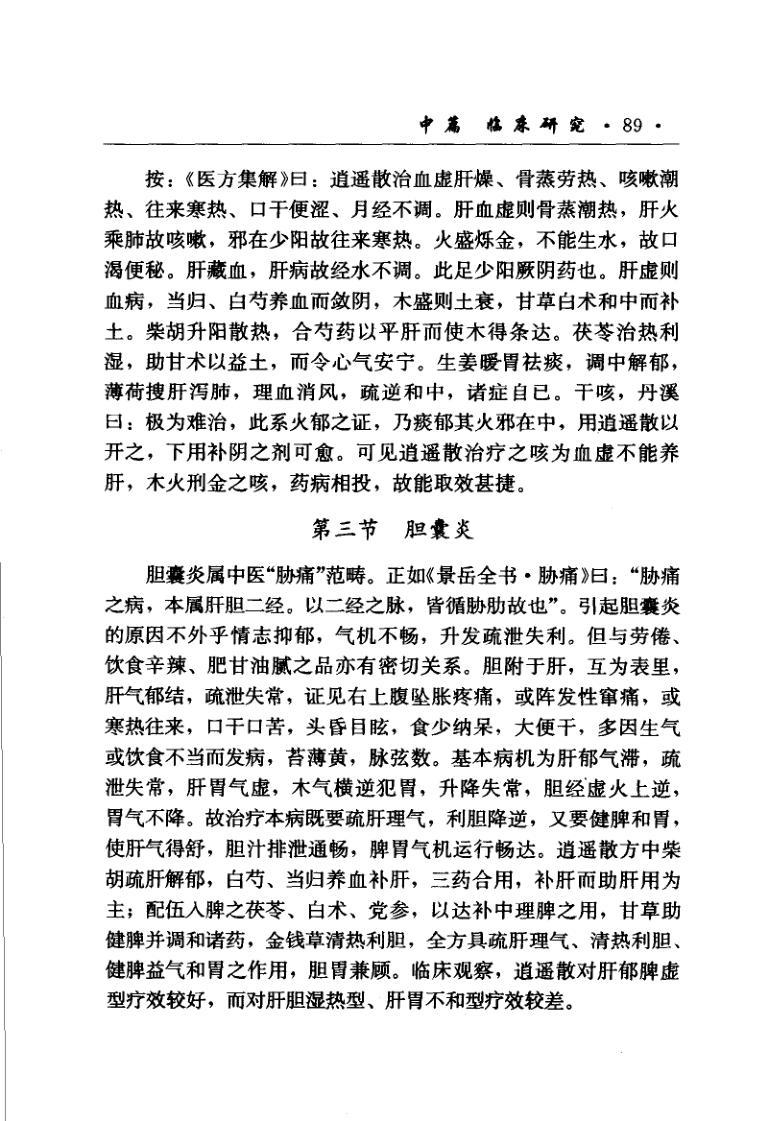 中篇 临床研究 · 89 ·
按：《医方集解》曰：逍遥散治血虚肝燥、骨蒸劳热、咳嗽潮
热、往来寒热、口干便涩、月经不调。肝血虚则骨蒸潮热，肝火
乘肺故咳嗽，邪在少阳故往来寒热。火盛烁金，不能生水，故口
渴便秘。肝藏血，肝病故经水不调。此足少阳厥阴药也。肝虚则
血病，当归、白芍养血而敛阴，木盛则土衰，甘草白术和中而补
土。柴胡升阳散热，合芍药以平肝而使木得条达。茯苓治热利
湿，助甘术以益土，而令心气安宁。生姜暖胃祛痰，调中解郁，
薄荷搜肝泻肺，理血消风，疏逆和中，诸症自已。干咳，丹溪
曰：极为难治，此系火郁之证，乃痰郁其火邪在中，用逍遥散以
开之，下用补阴之剂可愈。可见逍遥散治疗之咳为血虚不能养
肝，木火刑金之咳，药病相投，故能取效甚捷。
第三节 胆囊炎
胆囊炎属中医“胁痛”范畴。正如《景岳全书·胁痛》曰：“胁痛
之病，本属肝胆二经。以二经之脉，皆循胁肋故也”。引起胆囊炎
的原因不外乎情志抑郁，气机不畅，升发疏泄失利。但与劳倦、
饮食辛辣、肥甘油腻之品亦有密切关系。胆附于肝，互为表里，
肝气郁结，疏泄失常，证见右上腹坠胀疼痛，或阵发性窜痛，或
寒热往来，口干口苦，头昏目眩，食少纳呆，大便干，多因生气
或饮食不当而发病，苔薄黄，脉弦数。基本病机为肝郁气滞，疏
泄失常，肝胃气虚，木气横逆犯胃，升降失常，胆经虚火上逆，
胃气不降。故治疗本病既要疏肝理气，利胆降逆，又要健脾和胃，
使肝气得舒，胆汁排泄通畅，脾胃气机运行畅达。逍遥散方中柴
胡疏肝解郁，白芍、当归养血补肝，三药合用，补肝而助肝用为
主；配伍入脾之茯苓、白术、党参，以达补中理脾之用，甘草助
健脾并调和诸药，金钱草清热利胆，全方具疏肝理气、清热利胆、
健脾益气和胃之作用，胆胃兼顾。临床观察，逍遥散对肝郁脾虚
型疗效较好，而对肝胆湿热型、肝胃不和型疗效较差。